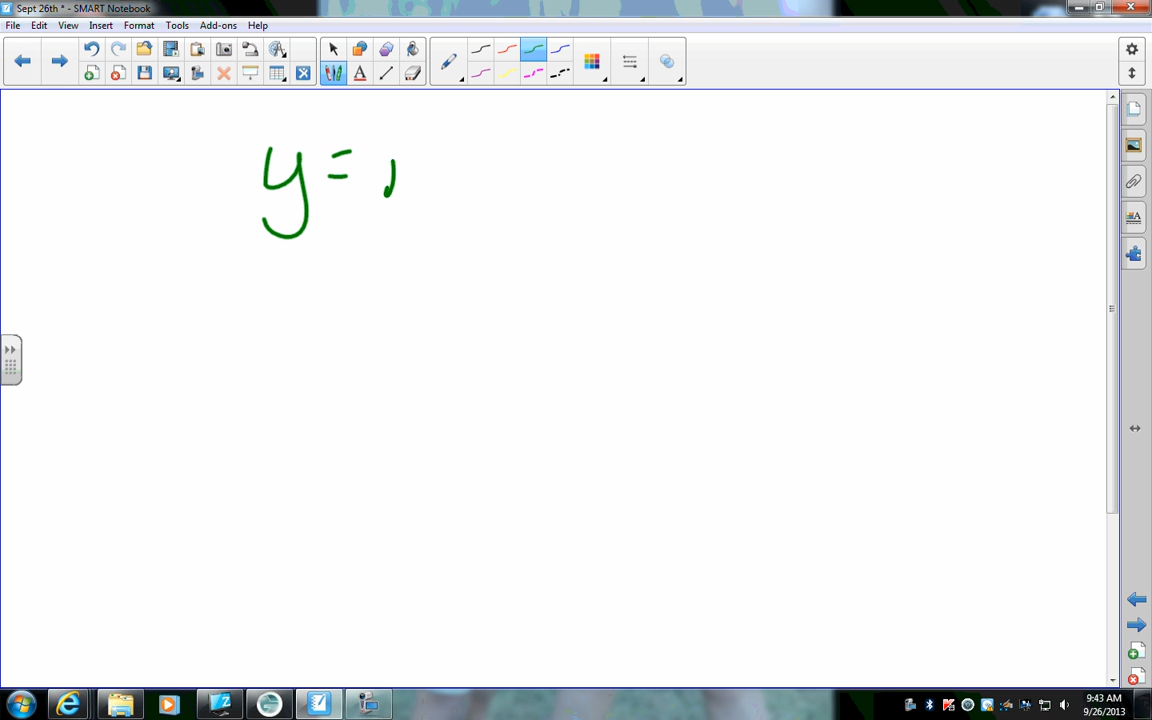 Sept 26th * - SMART Notebook
File Edit View Insert Format Tools Add-ons Help
y =
9:43 AM
9/26/2013